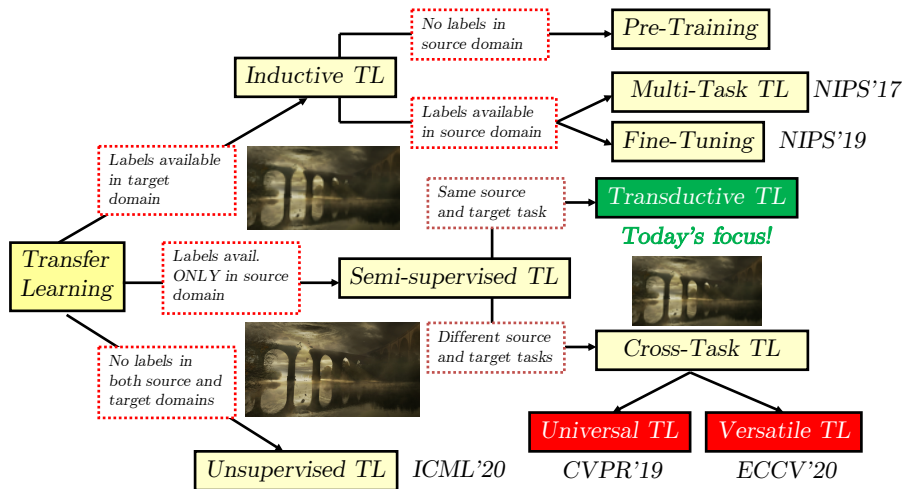 No labels in
source domain
Pre-Training
Inductive TL
Multi-Task TL
NIPS'17
Labels available
in source domain
Fine-Tuning
NIPS'19
Labels available
in target
domain
Same source
and target task
Transductive TL
Today's focus!
Transfer
Learning
Labels avail.
ONLY in source
domain
Semi-supervised TL
Different source
and target tasks
Cross-Task TL
No labels in
both source and
target domains
Universal TL
Versatile TL
Unsupervised TL
ICML'20
CVPR'19
ECCV'20